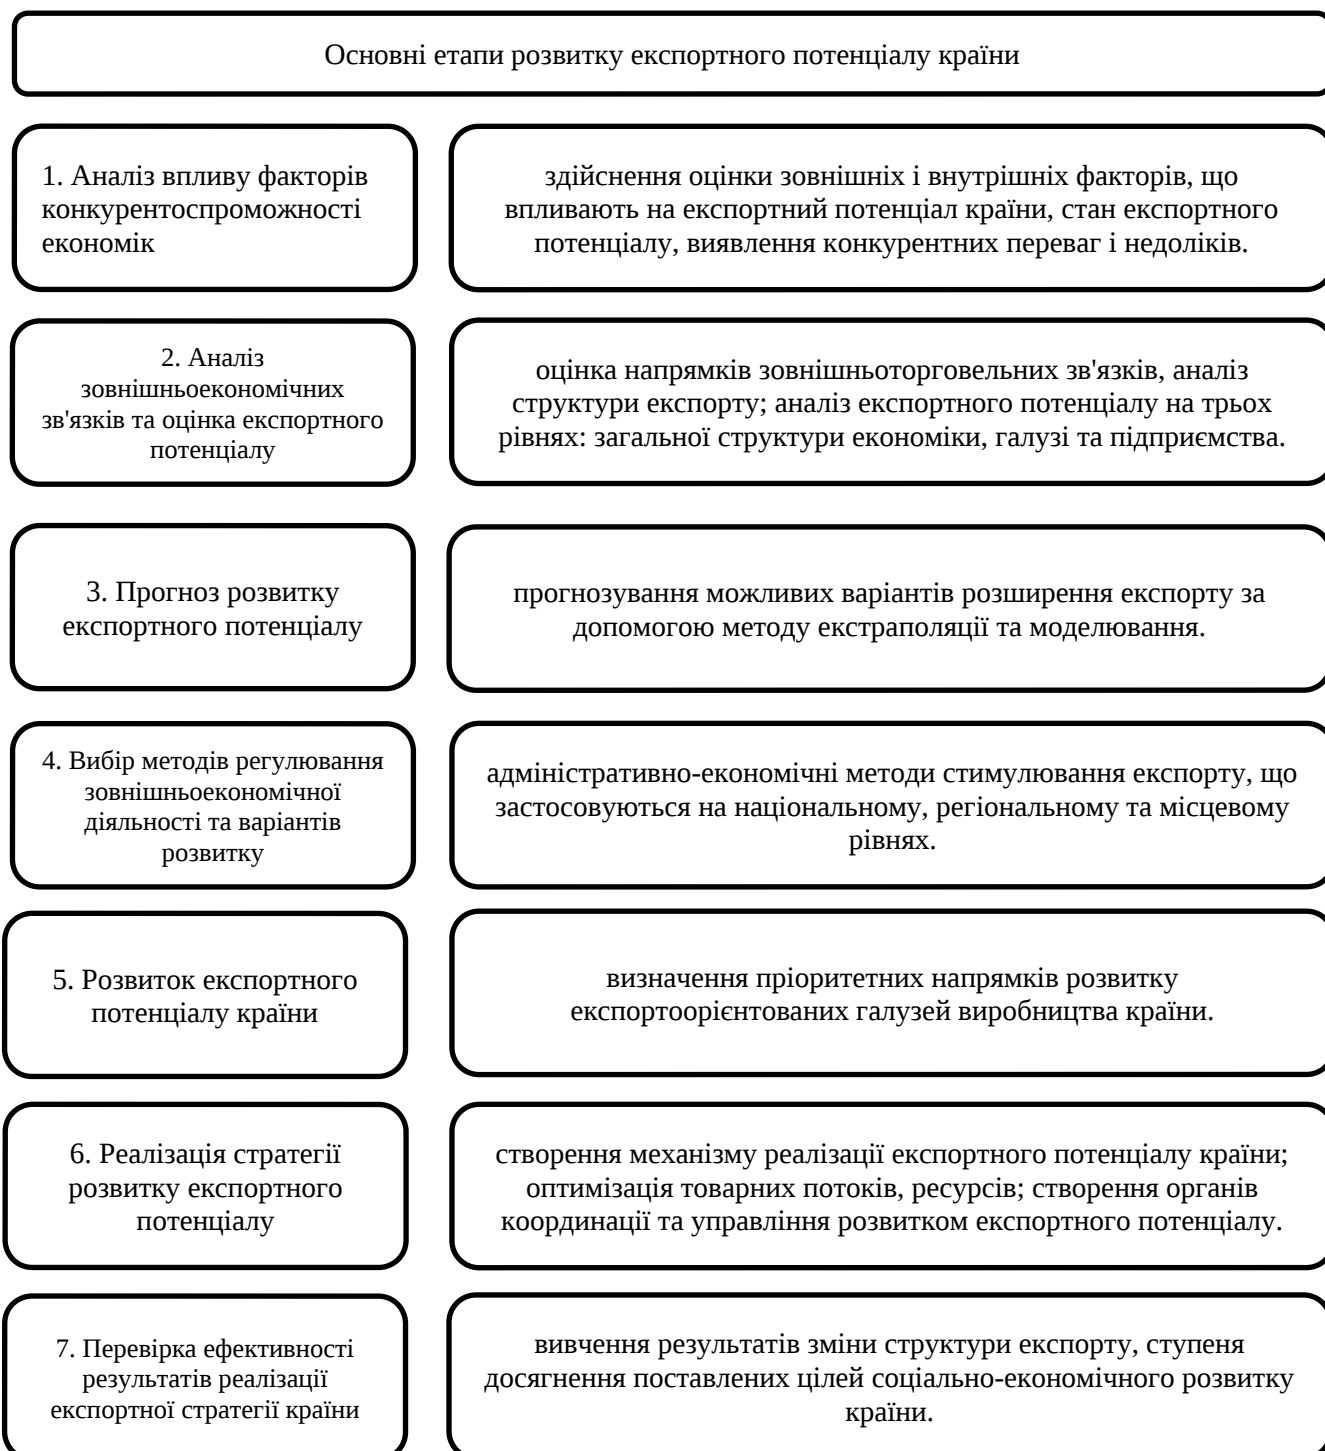 Основні етапи розвитку експортного потенціалу країни
1. Аналіз впливу факторів
конкурентоспроможності
економік
здійснення оцінки зовнішніх і внутрішніх факторів, що
впливають на експортний потенціал країни, стан експортного
потенціалу, виявлення конкурентних переваг і недоліків.
2. Аналіз
зовнішньоекономічних
зв'язків та оцінка експортного
потенціалу
оцінка напрямків зовнішньоторговельних зв'язків, аналіз
структури експорту; аналіз експортного потенціалу на трьох
рівнях: загальної структури економіки, галузі та підприємства.
3. Прогноз розвитку
експортного потенціалу
прогнозування можливих варіантів розширення експорту за
допомогою методу екстраполяції та моделювання.
4. Вибір методів регулювання
зовнішньоекономічної
діяльності та варіантів
розвитку
адміністративно-економічні методи стимулювання експорту, що
застосовуються на національному, регіональному та місцевому
рівнях.
5. Розвиток експортного
потенціалу країни
визначення пріоритетних напрямків розвитку
експортоорієнтованих галузей виробництва країни.
6. Реалізація стратегії
розвитку експортного
потенціалу
створення механізму реалізації експортного потенціалу країни;
оптимізація товарних потоків, ресурсів; створення органів
координації та управління розвитком експортного потенціалу.
7. Перевірка ефективності
результатів реалізації
експортної стратегії країни
вивчення результатів зміни структури експорту, ступеня
досягнення поставлених цілей соціально-економічного розвитку
країни.